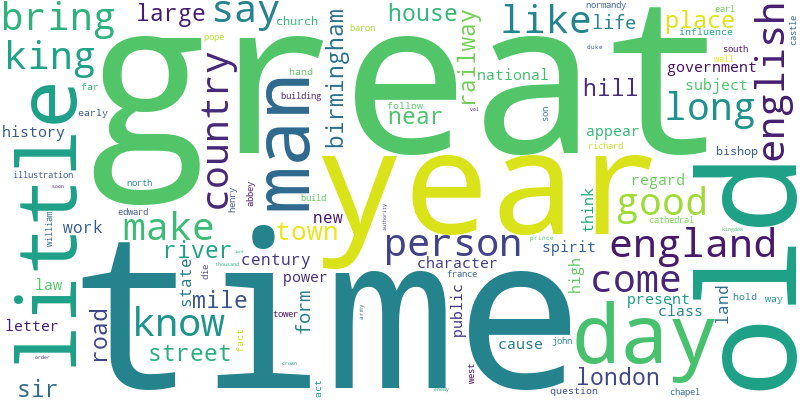 great
time
year
old
little
man
day
england
person
long
like
come
king
bring
make
know
good
english
country
say
town
river
london
house
place
near
hill
railway
birmingham
large
street
mile
road
sir
state
form
new
century
power
character
public
high
spirit
think
regard
appear
national
life
government
subject
church
baron
pope
hand
building
follow
vol
son
richard
normandy
earl
influence
duke
south
wall
castle
bishop
far
early
history
illustration
soon
north
edward
henry
abbey
build
william
work
law
letter
order
die
thousand
tower
fact
crown
act
army
authority
france
prince
cathedral
kingdom
present
class
land
hold
way
cause
john
west
enemy
question
chapel